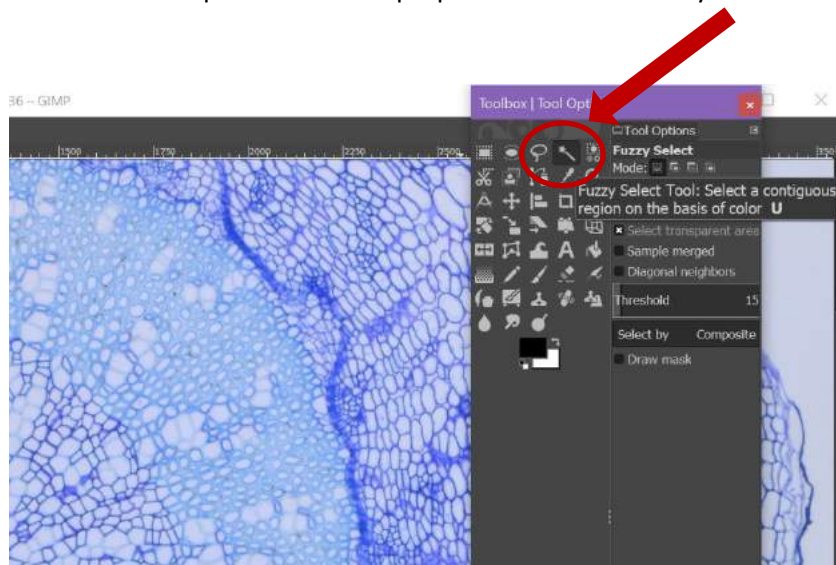 36 – GIMP
Toolbox | Tool Opt
1500 1750 2000 2250 2500 350
Tool Options
Fuzzy Select
Mode:
Fuzzy Select Tool: Select a contiguous
region on the basis of color U
Select transparent area
Sample merged
Diagonal neighbors
Threshold 15
Select by Composite
Draw mask